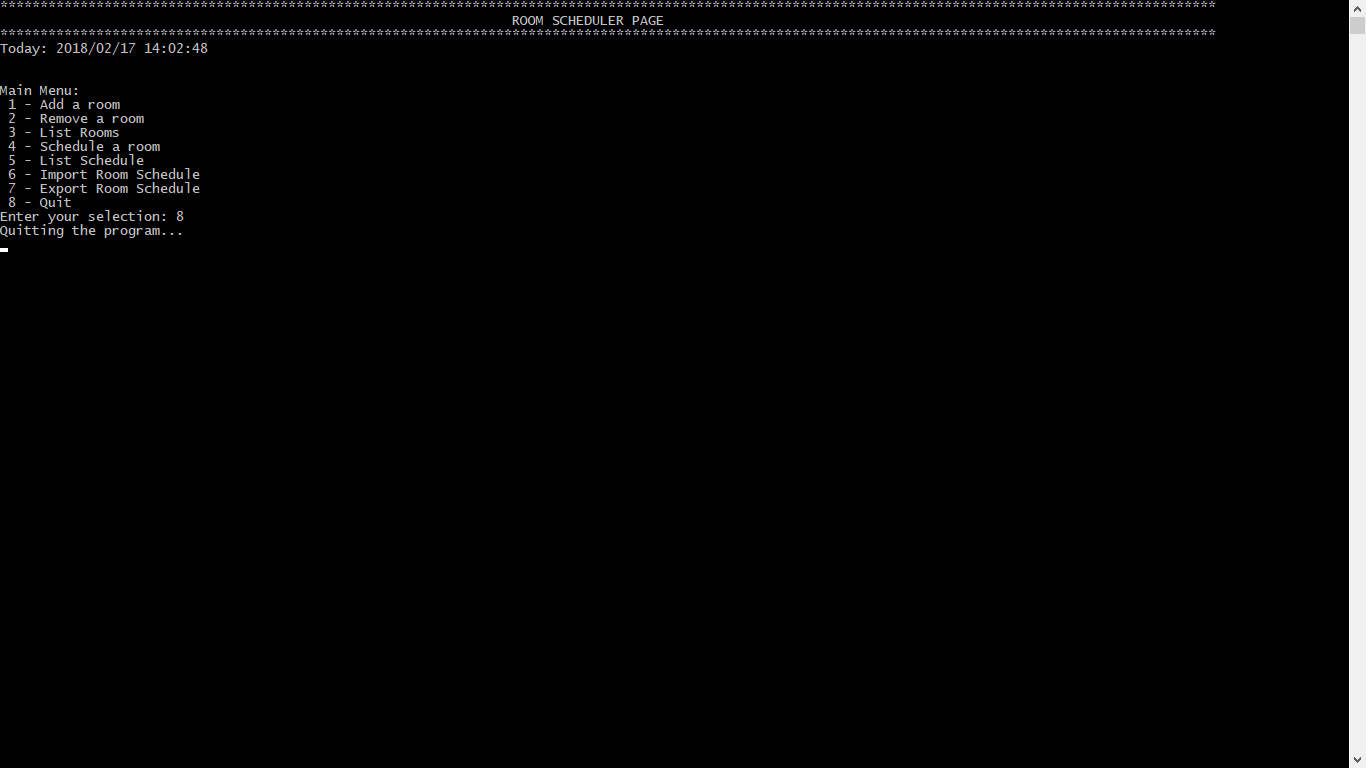 ********************************************************************************************************************************************************
ROOM SCHEDULER PAGE
********************************************************************************************************************************************************
Today: 2018/02/17 14:02:48
Main Menu:
1 - Add a room
2 - Remove a room
3 - List Rooms
4 - Schedule a room
5 - List Schedule
6 - Import Room Schedule
7 - Export Room Schedule
8 - Quit
Enter your selection: 8
Quitting the program...